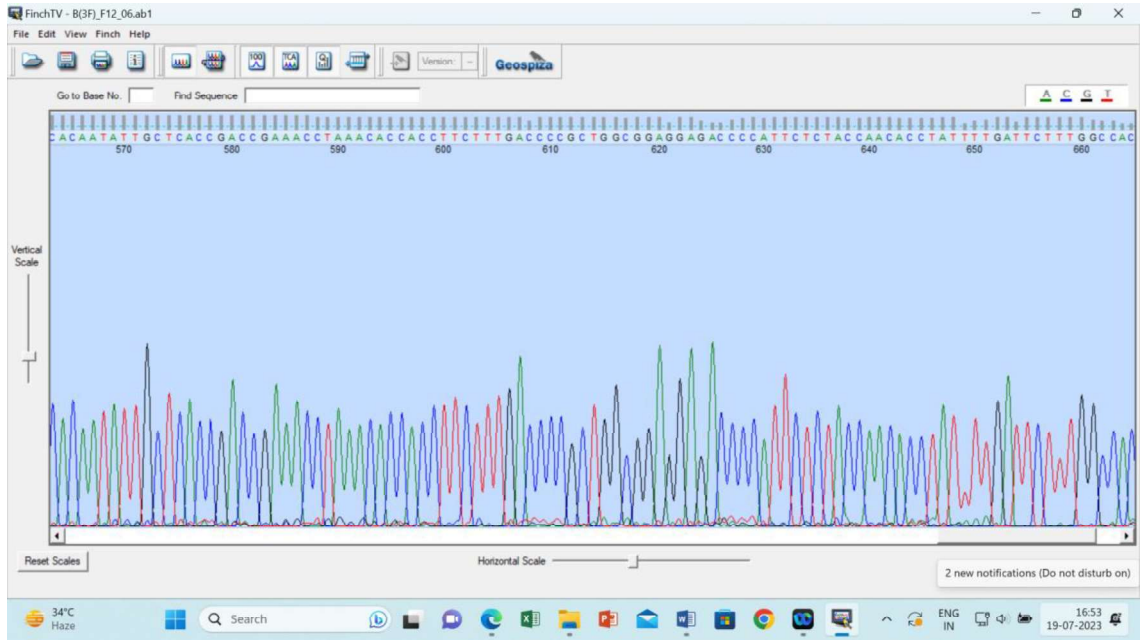 FinchTV - B(3F)_F12_06.ab1
File Edit View Finch Help
Version: Geospiza
Go to Base No. Find Sequence A C G T
CACAATATTGCTCACCGACCGAAACCTAAACACCACCTTCTTTGACCCCGCTGGCGGAGGAGACCCCATTCTCTACCAACACCTATTTTGATTCTTTGGCCAC
570 580 590 600 610 620 630 640 650 660
Vertical
Scale
Reset Scales Horizontal Scale
2 new notifications (Do not disturb on)
34°C
Haze
Search
ENG
IN
16:53
19-07-2023